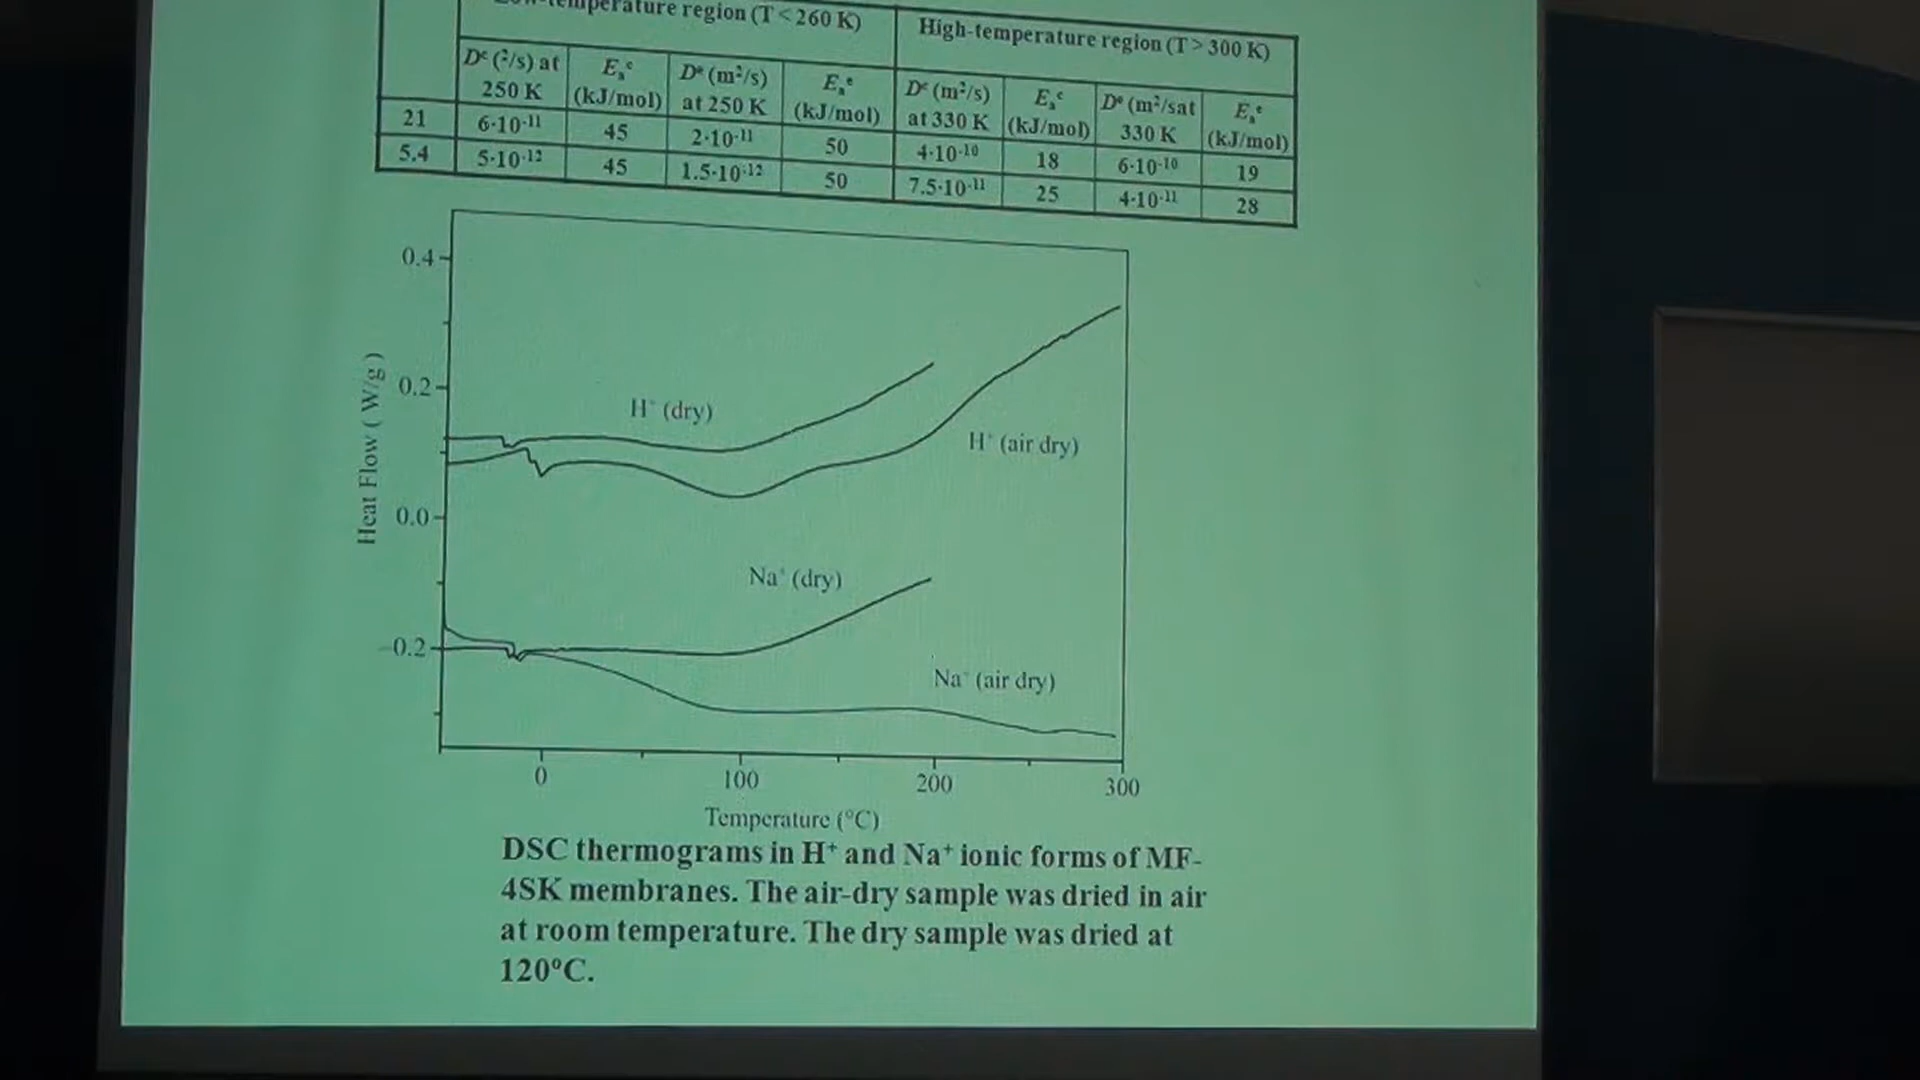 temperature region (T < 260 K) High-temperature region (T > 300 K)
Dᶜ (²/s) at 250 K Eₐᶜ (kJ/mol) Dᵉ (m²/s) at 250 K Eₐᵉ (kJ/mol) Dᶜ (m²/s) at 330 K Eₐᶜ (kJ/mol) Dᵉ (m²/sat 330 K Eₐᵉ (kJ/mol)
21 6·10⁻¹¹ 45 2·10⁻¹¹ 50 4·10⁻¹⁰ 18 6·10⁻¹⁰ 19
5.4 5·10⁻¹² 45 1.5·10⁻¹² 50 7.5·10⁻¹¹ 25 4·10⁻¹¹ 28
0.4
0.2
0.0
-0.2
Heat Flow ( W/g)
H⁺ (dry)
H⁺ (air dry)
Na⁺ (dry)
Na⁺ (air dry)
0 100 200 300
Temperature (°C)
DSC thermograms in H⁺ and Na⁺ ionic forms of MF-
4SK membranes. The air-dry sample was dried in air
at room temperature. The dry sample was dried at
120°C.